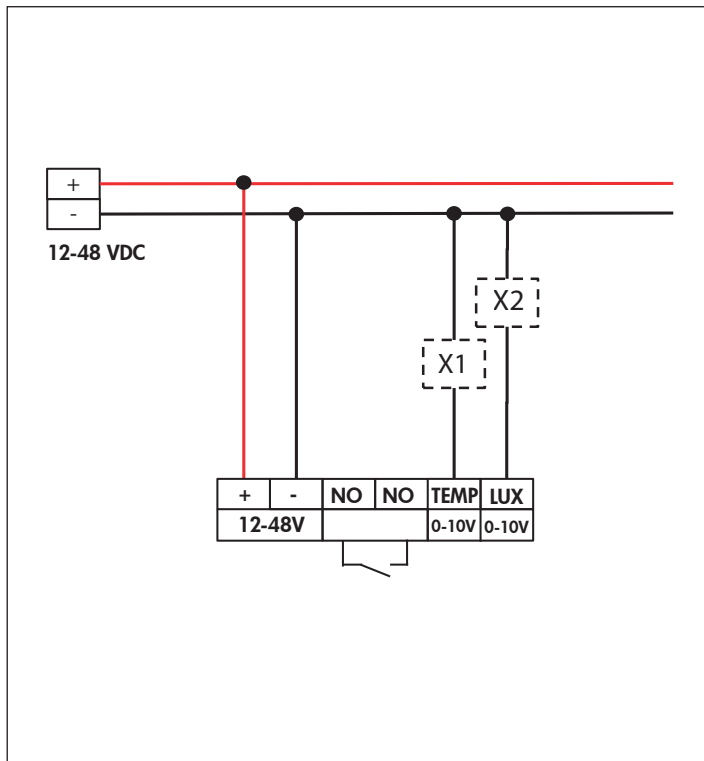 +
-
12-48 VDC
X2
X1
+ - NO NO TEMP LUX
12-48V 0-10V 0-10V